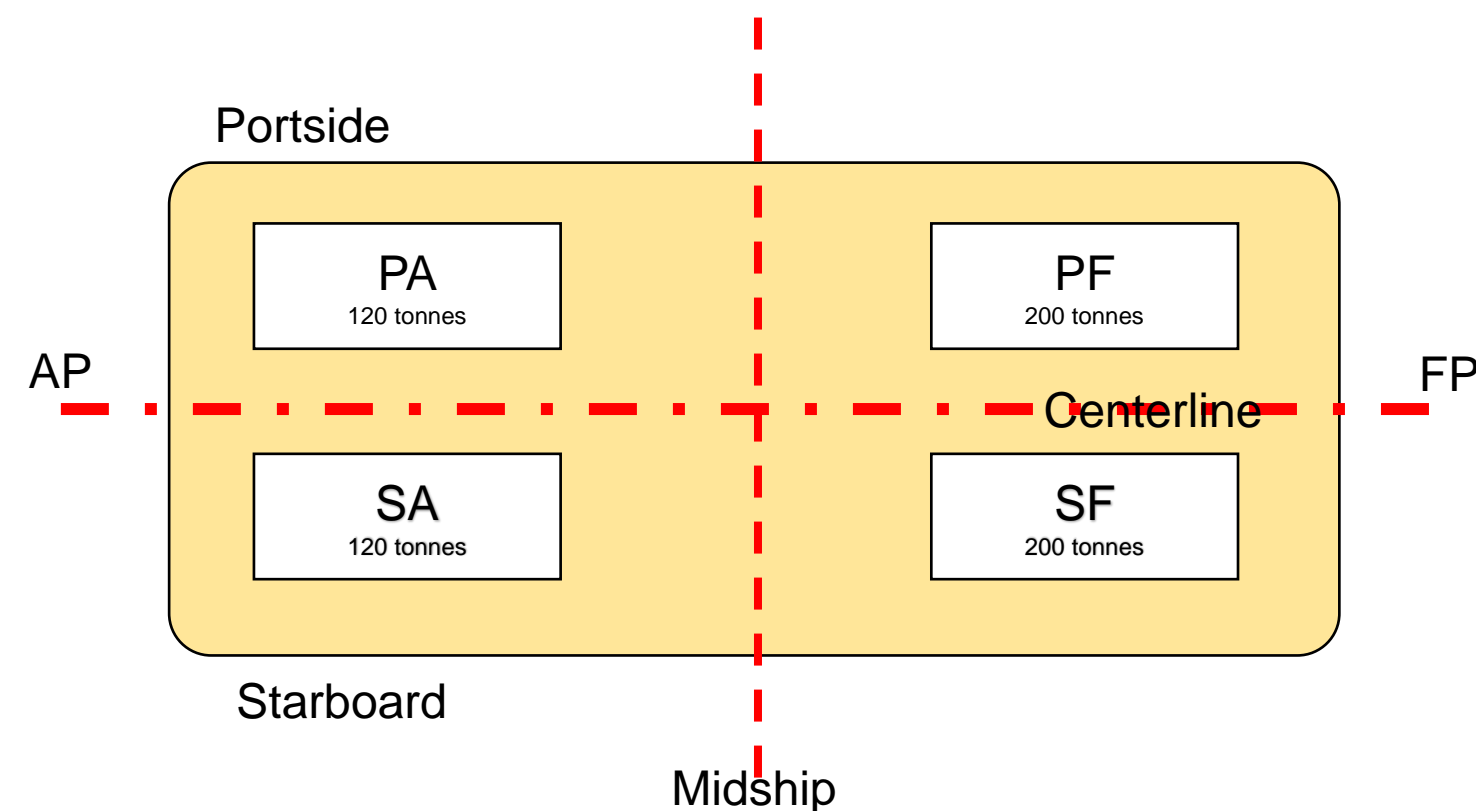 Portside
PA
120 tonnes
PF
200 tonnes
AP
FP
Centerline
SA
120 tonnes
SF
200 tonnes
Starboard
Midship